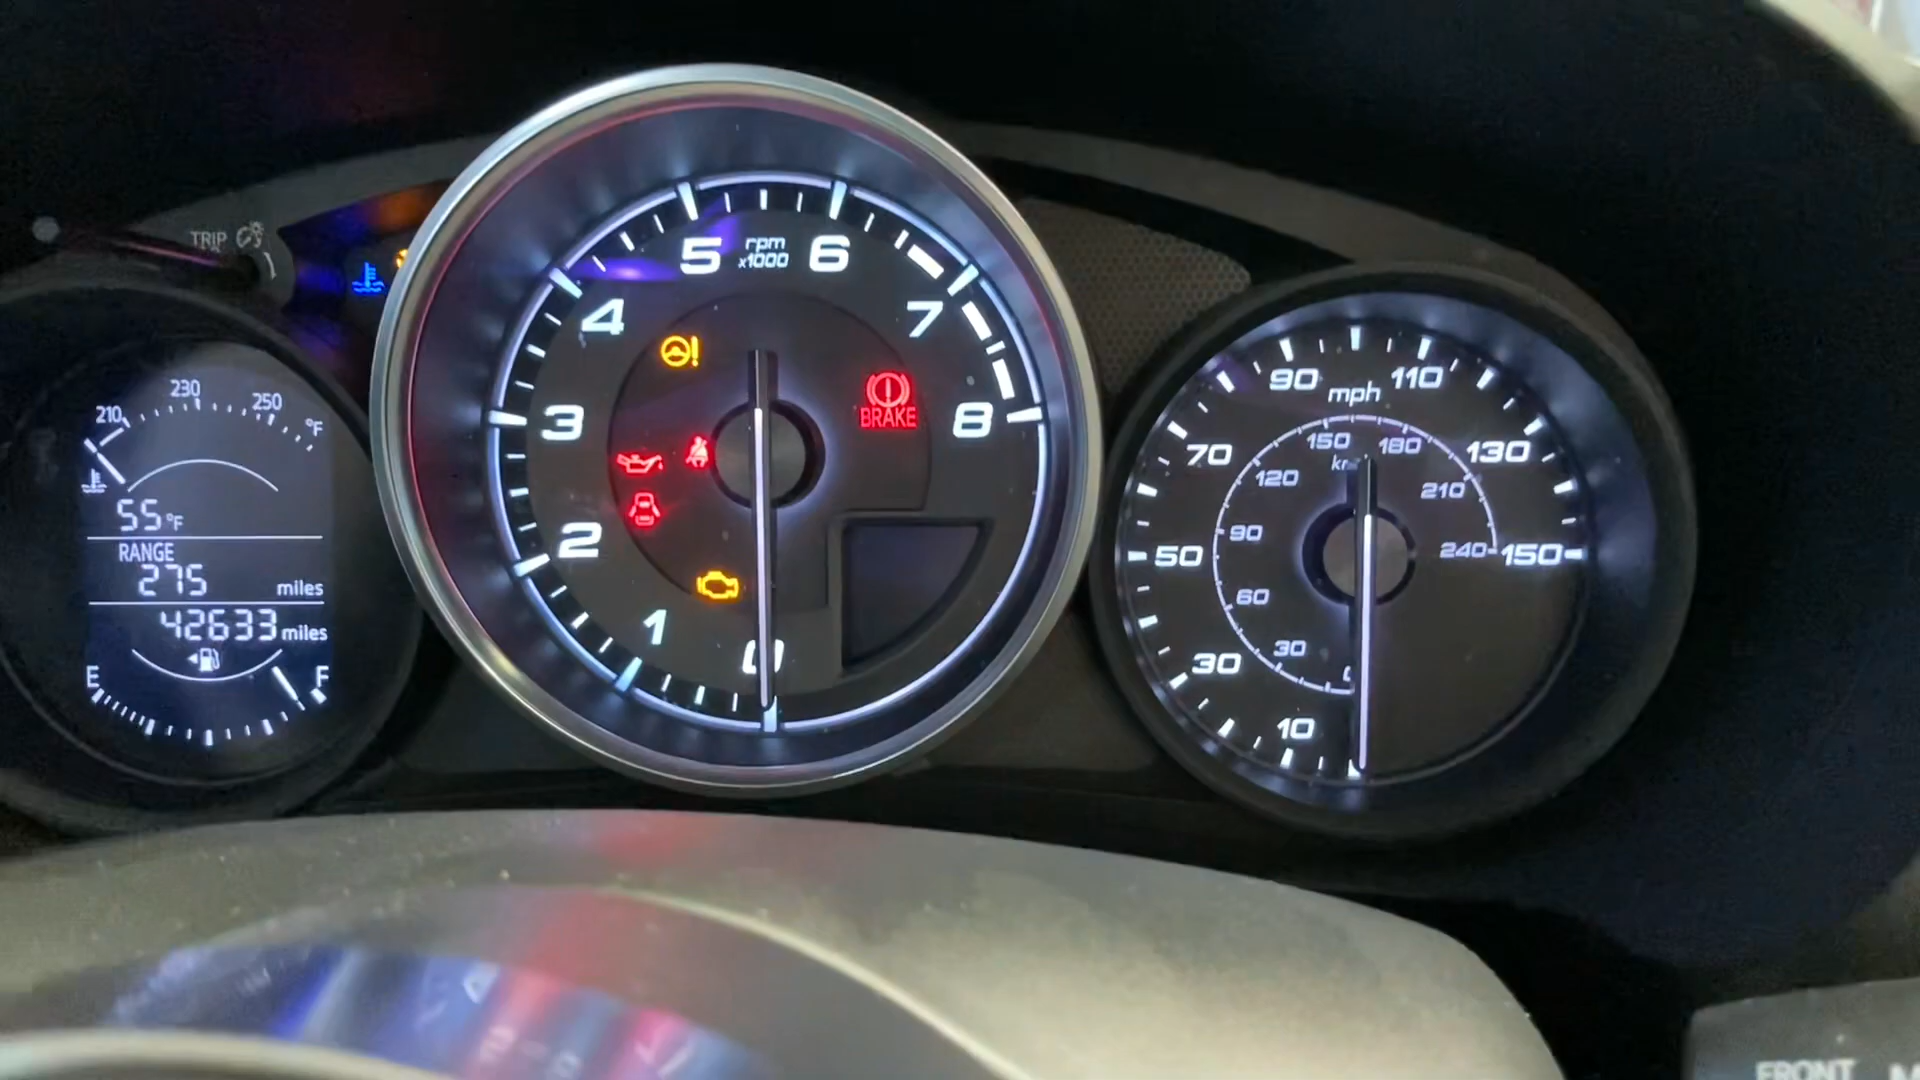 TRIP
210 230 250 °F
55 °F
RANGE
275 miles
42633 miles
E F
0 1 2 3 4 5 6 7 8
rpm
x1000
BRAKE
10 30 50 70 90 110 130 150
mph
30 60 90 120 150 180 210 240
FRONT